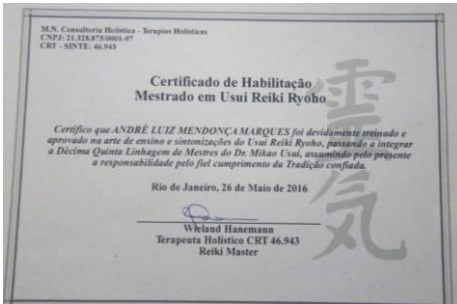 M.N. Consultoria Holística - Terapias Holísticas
CNPJ: 21.328.875/0001-97
CRT - SINTE: 46.943
Certificado de Habilitação
Mestrado em Usui Reiki Ryoho
Certifico que ANDRÉ LUIZ MENDONÇA MARQUES foi devidamente treinado e
aprovado na arte de ensino e sintonizações do Usui Reiki Ryoho, passando a integrar
a Décima Quinta Linhagem de Mestres do Dr. Mikao Usui, assumindo pelo presente
a responsabilidade pelo fiel cumprimento da Tradição confiada.
Rio de Janeiro, 26 de Maio de 2016
Wieland Hanemann
Terapeuta Holístico CRT 46.943
Reiki Master
靈
気